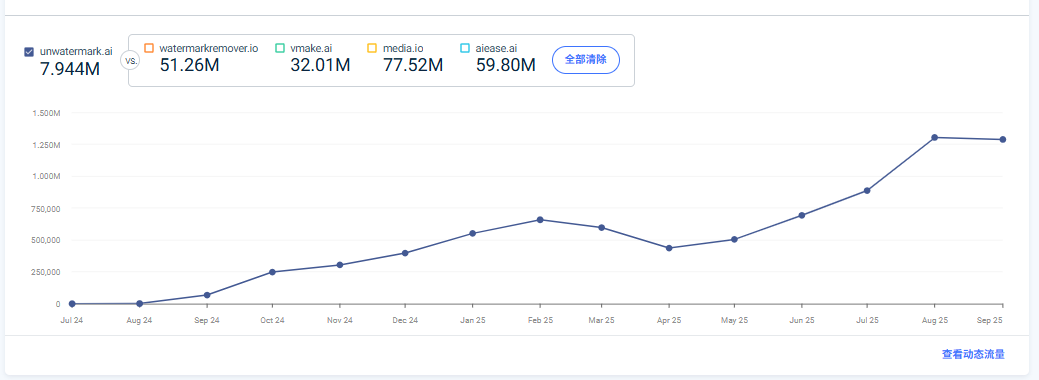 unwatermark.ai
7.944M
vs.
watermarkremover.io
51.26M
vmake.ai
32.01M
media.io
77.52M
aiease.ai
59.80M
全部清除
1.500M
1.250M
1.000M
750,000
500,000
250,000
0
Jul 24 Aug 24 Sep 24 Oct 24 Nov 24 Dec 24 Jan 25 Feb 25 Mar 25 Apr 25 May 25 Jun 25 Jul 25 Aug 25 Sep 25
查看动态流量